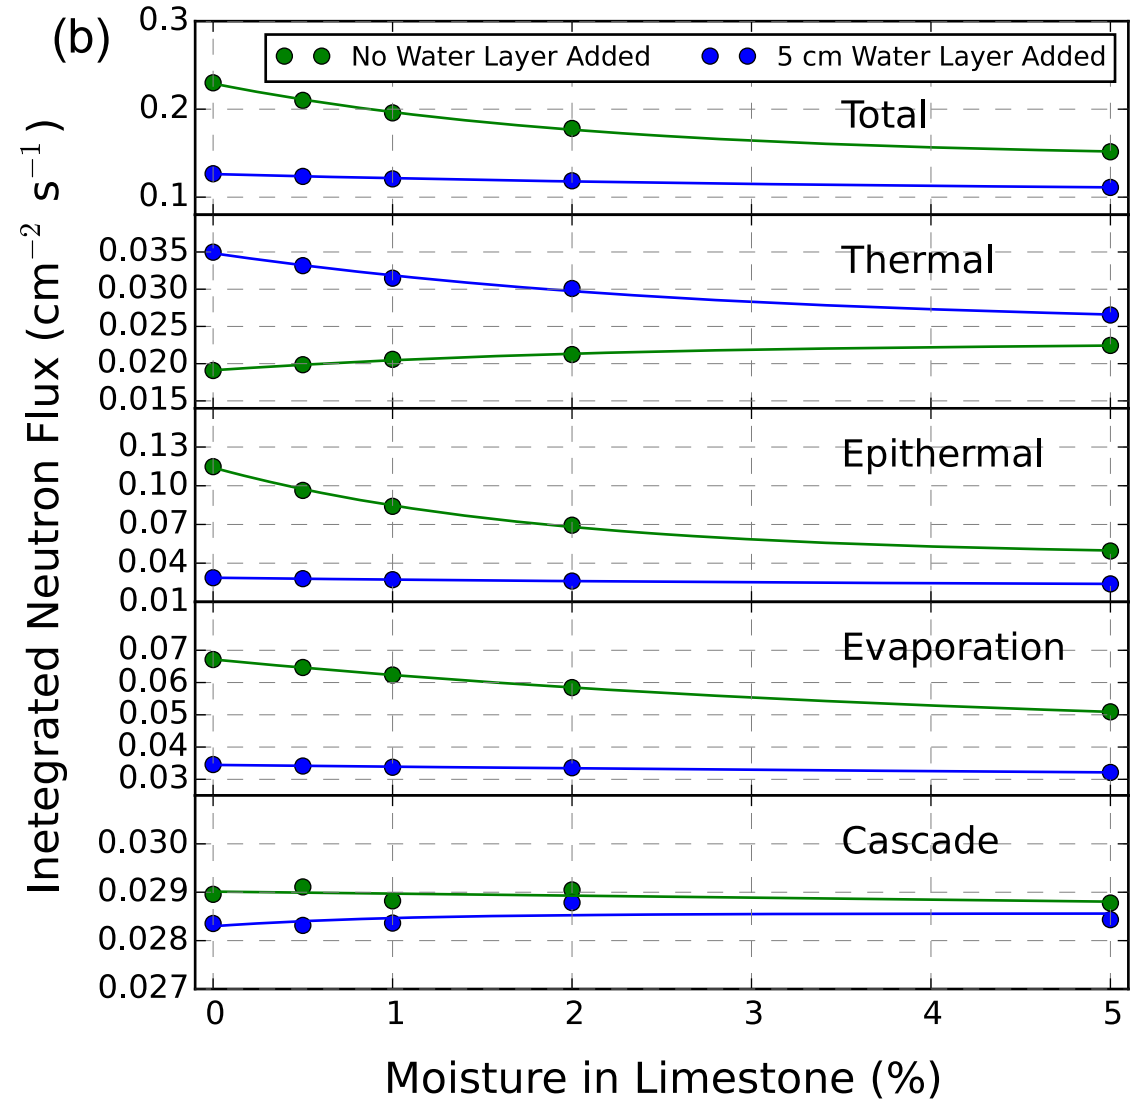 (b)
No Water Layer Added
5 cm Water Layer Added
Inetegrated Neutron Flux (cm−2 s−1)
0.3
0.2
0.1
Total
0.035
0.030
0.025
0.020
0.015
Thermal
0.13
0.10
0.07
0.04
0.01
Epithermal
0.07
0.06
0.05
0.04
0.03
Evaporation
0.030
0.029
0.028
0.027
Cascade
0 1 2 3 4 5
Moisture in Limestone (%)